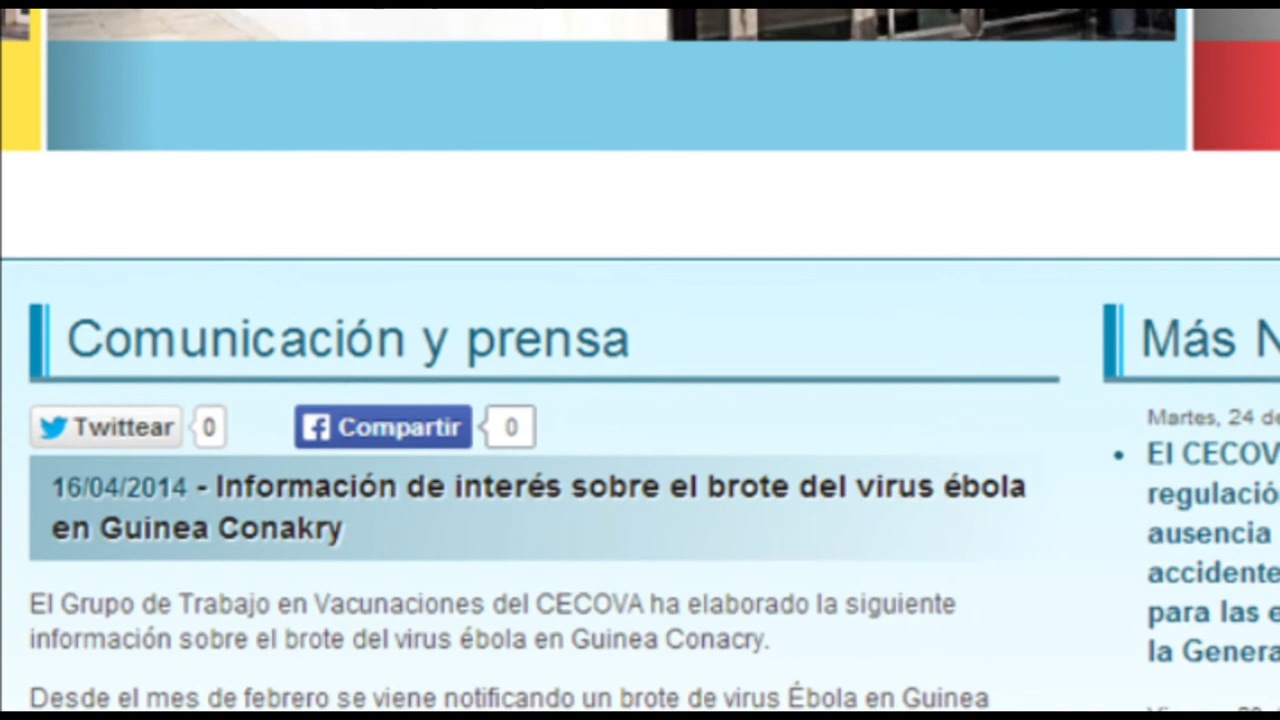 Comunicación y prensa
Twittear 0 Compartir 0
16/04/2014 - Información de interés sobre el brote del virus ébola
en Guinea Conakry
El Grupo de Trabajo en Vacunaciones del CECOVA ha elaborado la siguiente
información sobre el brote del virus ébola en Guinea Conacry.
Desde el mes de febrero se viene notificando un brote de virus Ébola en Guinea
Más N
Martes, 24 de
• El CECOV
regulació
ausencia
accidente
para las e
la Genera